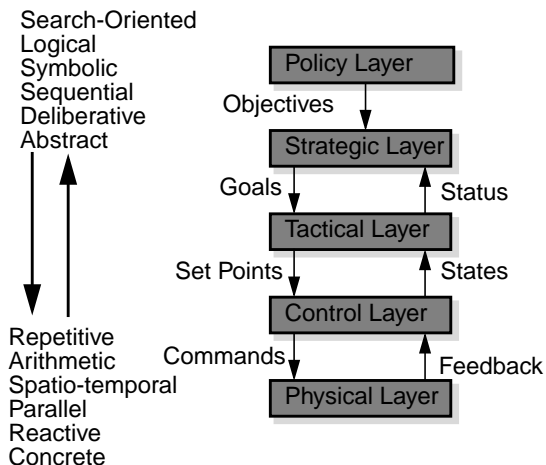 Search-Oriented
Logical
Symbolic
Sequential
Deliberative
Abstract
Repetitive
Arithmetic
Spatio-temporal
Parallel
Reactive
Concrete
Policy Layer
Objectives
Strategic Layer
Goals
Status
Tactical Layer
Set Points
States
Control Layer
Commands
Feedback
Physical Layer